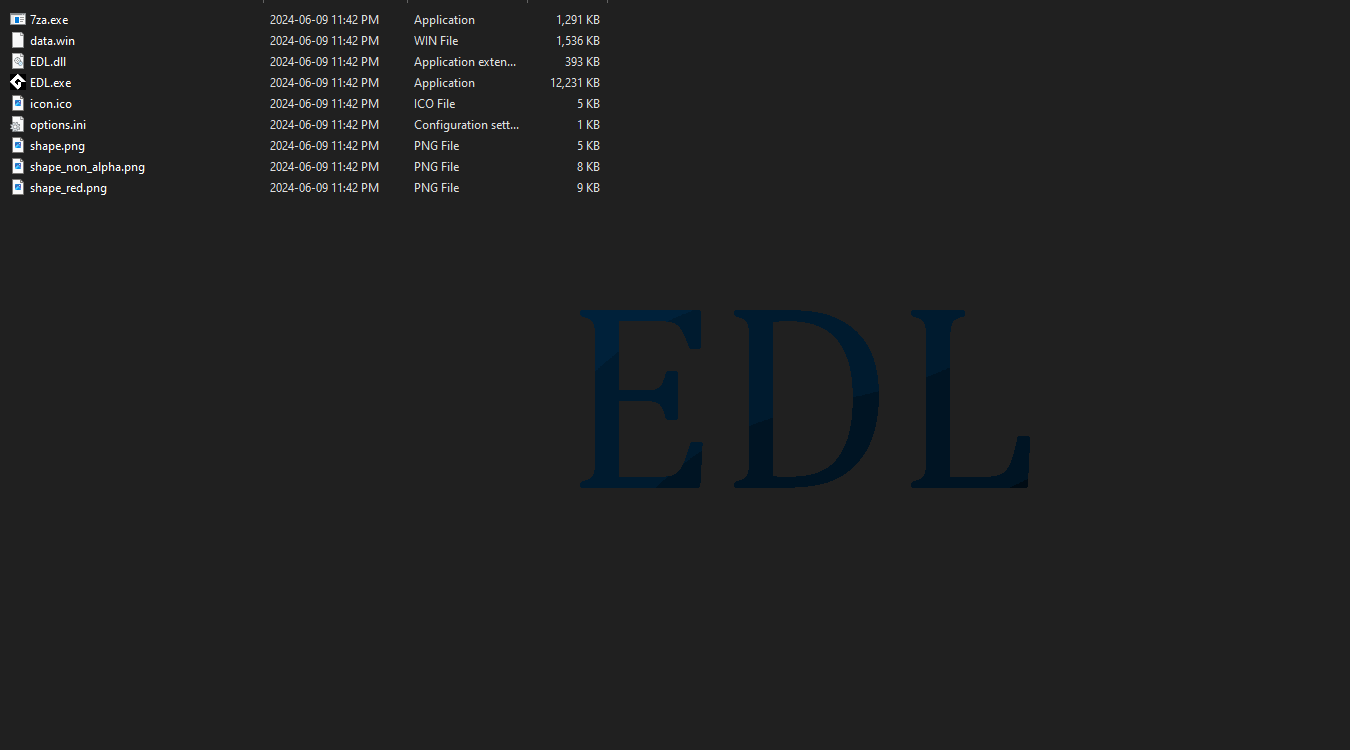 7za.exe 2024-06-09 11:42 PM Application 1,291 KB
data.win 2024-06-09 11:42 PM WIN File 1,536 KB
EDL.dll 2024-06-09 11:42 PM Application exten... 393 KB
EDL.exe 2024-06-09 11:42 PM Application 12,231 KB
icon.ico 2024-06-09 11:42 PM ICO File 5 KB
options.ini 2024-06-09 11:42 PM Configuration sett... 1 KB
shape.png 2024-06-09 11:42 PM PNG File 5 KB
shape_non_alpha.png 2024-06-09 11:42 PM PNG File 8 KB
shape_red.png 2024-06-09 11:42 PM PNG File 9 KB
EDL